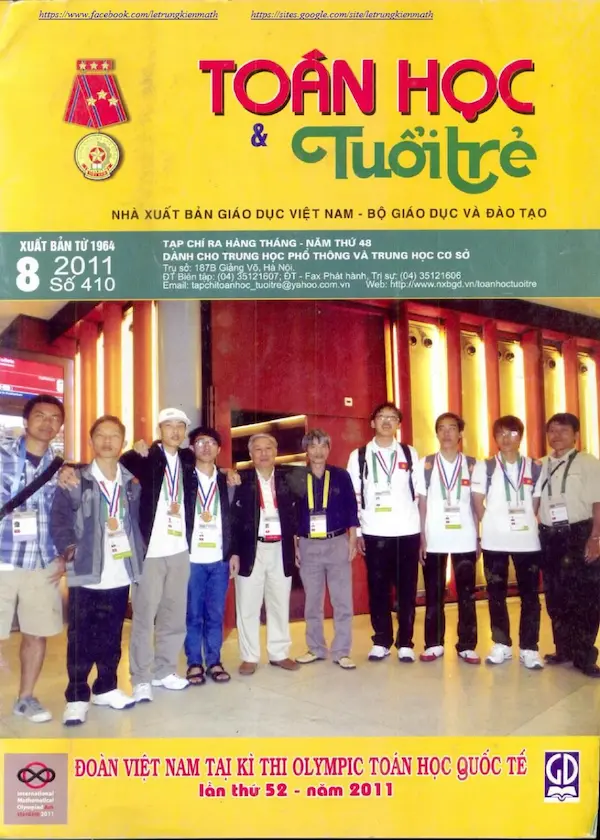 https://www.facebook.com/letrungkienmath
https://sites.google.com/site/letrungkienmath
TOÁN HỌC
& Tuổi trẻ
NHÀ XUẤT BẢN GIÁO DỤC VIỆT NAM - BỘ GIÁO DỤC VÀ ĐÀO TẠO
XUẤT BẢN TỪ 1964
8 2011
Số 410
TẠP CHÍ RA HÀNG THÁNG - NĂM THỨ 48
DÀNH CHO TRUNG HỌC PHỔ THÔNG VÀ TRUNG HỌC CƠ SỞ
Trụ sở: 187B Giảng Võ, Hà Nội.
ĐT Biên tập: (04) 35121607; ĐT - Fax Phát hành, Trị sự: (04) 35121606
Email: tapchitoanhoc_tuoitre@yahoo.com.vn Web: http://www.nxbgd.vn/toanhoctuoitre
ĐOÀN VIỆT NAM TẠI KÌ THI OLYMPIC TOÁN HỌC QUỐC TẾ
lần thứ 52 - năm 2011
International
Mathematical
Olympiad
2011
GD